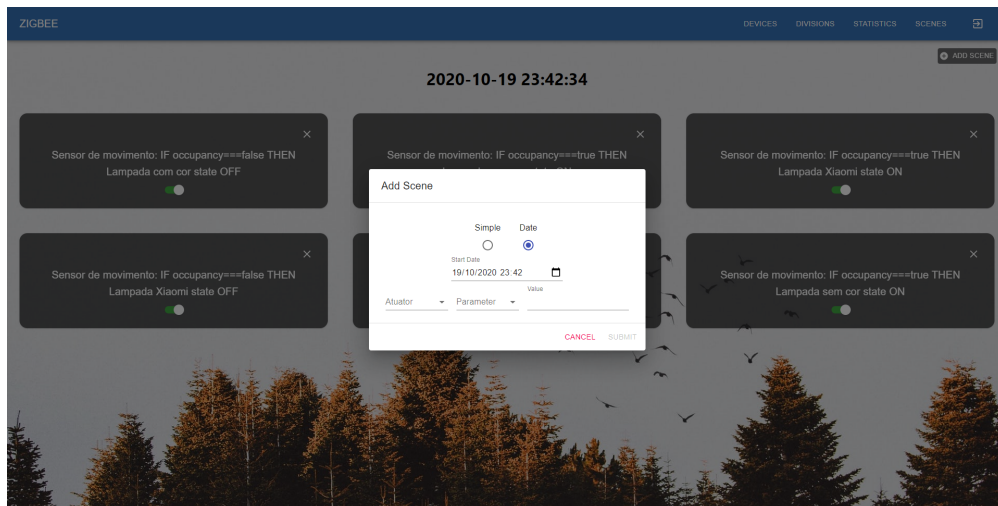 ZIGBEE
DEVICES DIVISIONS STATISTICS SCENES
ADD SCENE
2020-10-19 23:42:34
Sensor de movimento: IF occupancy===false THEN
Lampada com cor state OFF
Sensor de movimento: IF occupancy===true THEN
Sensor de movimento: IF occupancy===true THEN
Lampada Xiaomi state ON
Add Scene
Simple Date
Start Date
19/10/2020 23:42
Value
Atuator Parameter
CANCEL SUBMIT
Sensor de movimento: IF occupancy===false THEN
Lampada Xiaomi state OFF
Sensor de movimento: IF occupancy===true THEN
Lampada sem cor state ON